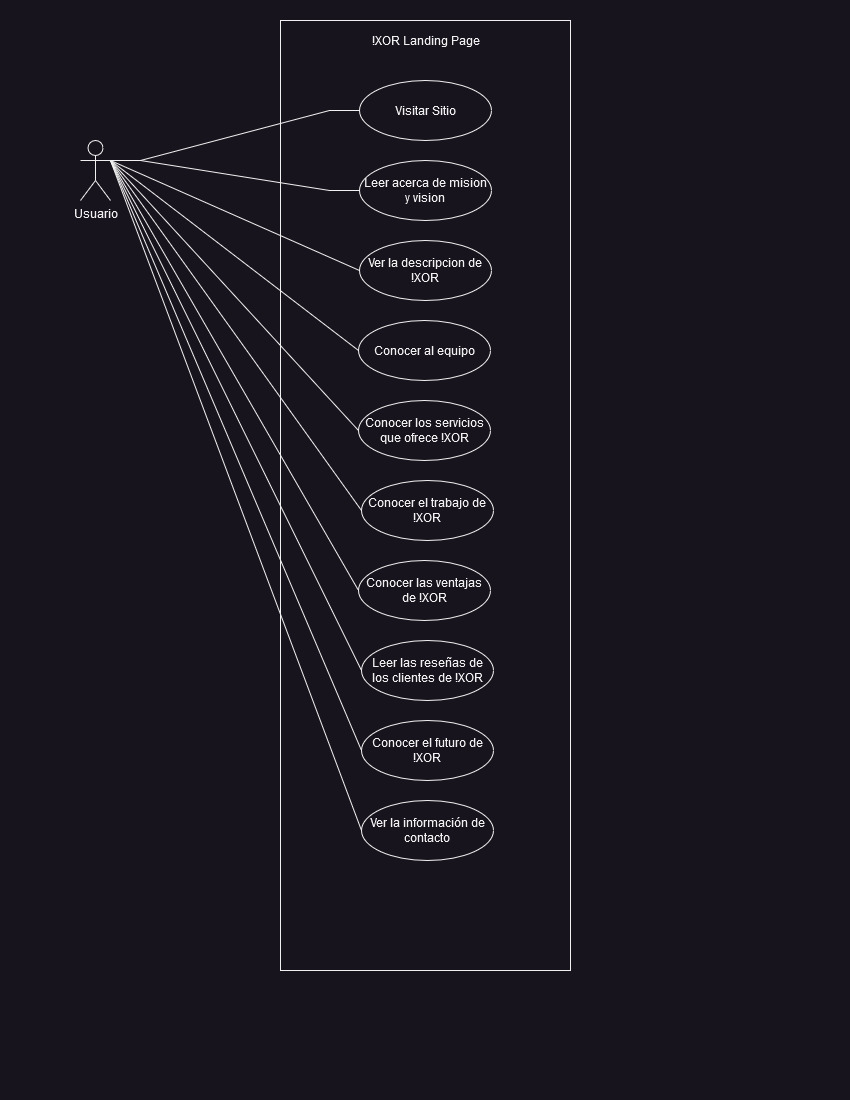 !XOR Landing Page
Visitar Sitio
Leer acerca de mision
y vision
Usuario
Ver la descripcion de
!XOR
Conocer al equipo
Conocer los servicios
que ofrece !XOR
Conocer el trabajo de
!XOR
Conocer las ventajas
de !XOR
Leer las reseñas de
los clientes de !XOR
Conocer el futuro de
!XOR
Ver la información de
contacto